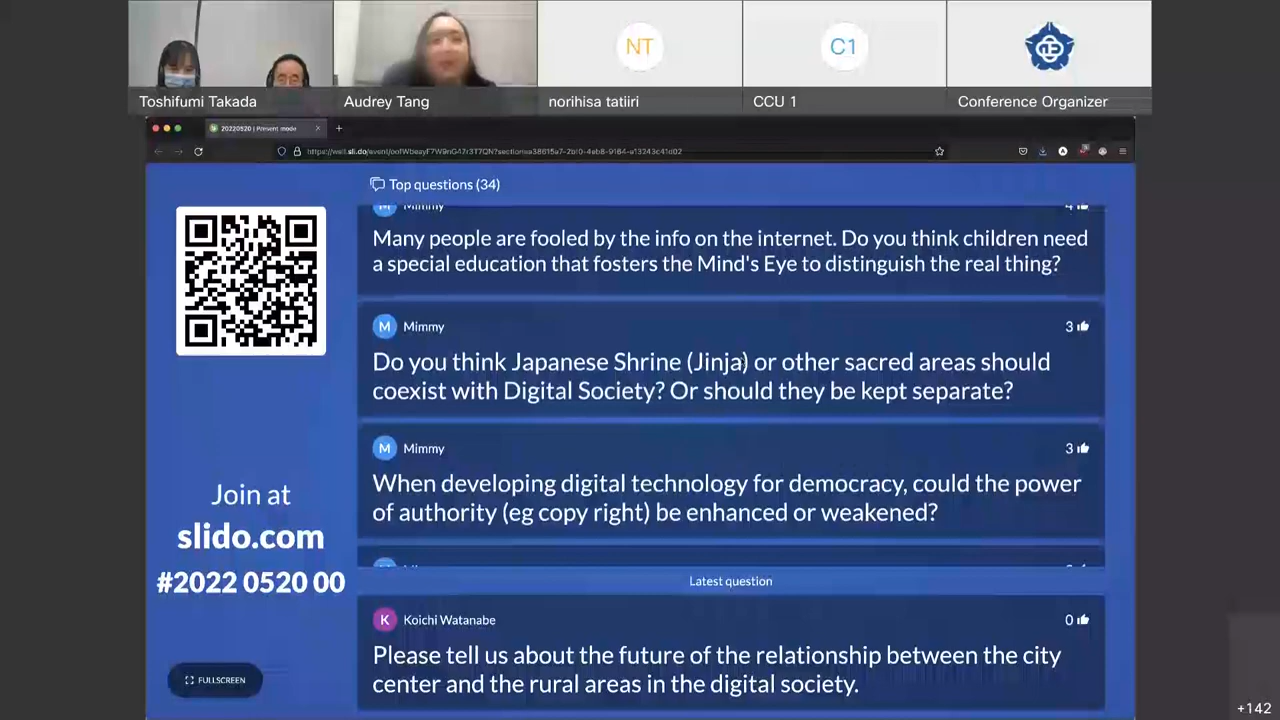 NT
C1
Toshifumi Takada
Audrey Tang
norihisa tatiiri
CCU 1
Conference Organizer
20220520 | Present mode
Top questions (34)
Mimmy
4
Many people are fooled by the info on the internet. Do you think children need
a special education that fosters the Mind's Eye to distinguish the real thing?
M Mimmy
3
Do you think Japanese Shrine (Jinja) or other sacred areas should
coexist with Digital Society? Or should they be kept separate?
M Mimmy
3
When developing digital technology for democracy, could the power
of authority (eg copy right) be enhanced or weakened?
Latest question
K Koichi Watanabe
0
Please tell us about the future of the relationship between the city
center and the rural areas in the digital society.
Join at
slido.com
#2022 0520 00
FULLSCREEN
+142